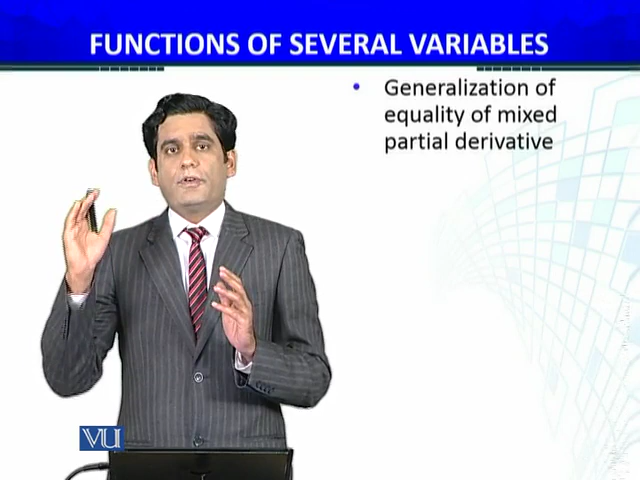 FUNCTIONS OF SEVERAL VARIABLES
• Generalization of
equality of mixed
partial derivative
VU